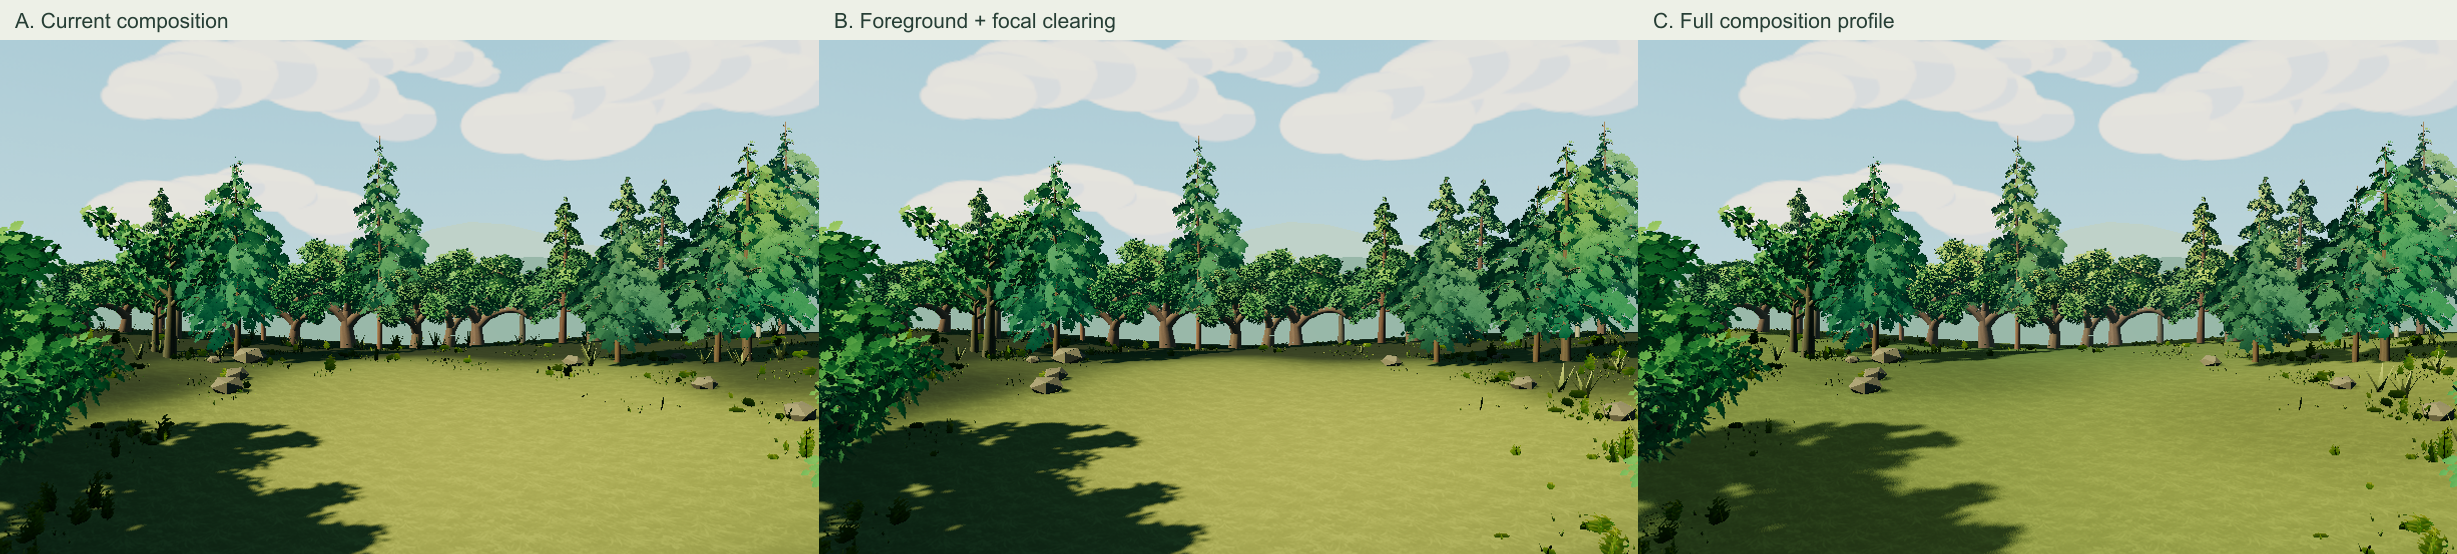 A. Current composition
B. Foreground + focal clearing
C. Full composition profile